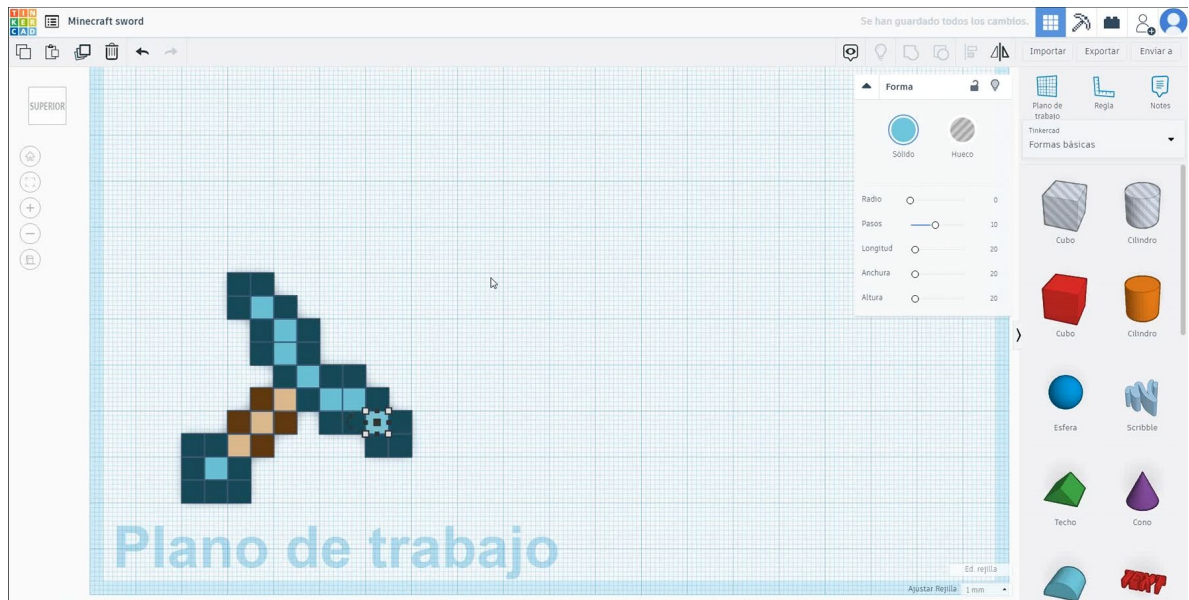 TIN
KER
CAD
Minecraft sword
Se han guardado todos los cambios.
Importar
Exportar
Enviar a
SUPERIOR
Forma
Sólido
Hueco
Radio
0
Pasos
10
Longitud
20
Anchura
20
Altura
20
Plano de
trabajo
Regla
Notes
Tinkercad
Formas básicas
Cubo
Cilindro
Cubo
Cilindro
Esfera
Scribble
Techo
Cono
TEXT
Plano de trabajo
Ed. rejilla
Ajustar Rejilla
1 mm